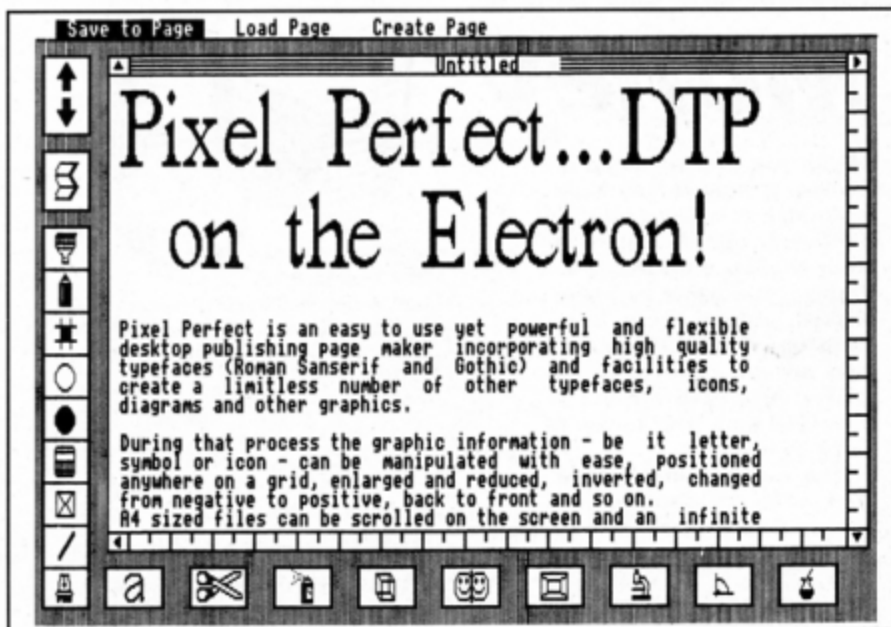 Save to Page Load Page Create Page
Untitled
Pixel Perfect...DTP
on the Electron!
Pixel Perfect is an easy to use yet powerful and flexible
desktop publishing page maker incorporating high quality
typefaces (Roman Sanserif and Gothic) and facilities to
create a limitless number of other typefaces, icons,
diagrams and other graphics.
During that process the graphic information - be it letter,
symbol or icon - can be manipulated with ease, positioned
anywhere on a grid, enlarged and reduced, inverted, changed
from negative to positive, back to front and so on.
A4 sized files can be scrolled on the screen and an infinite
a